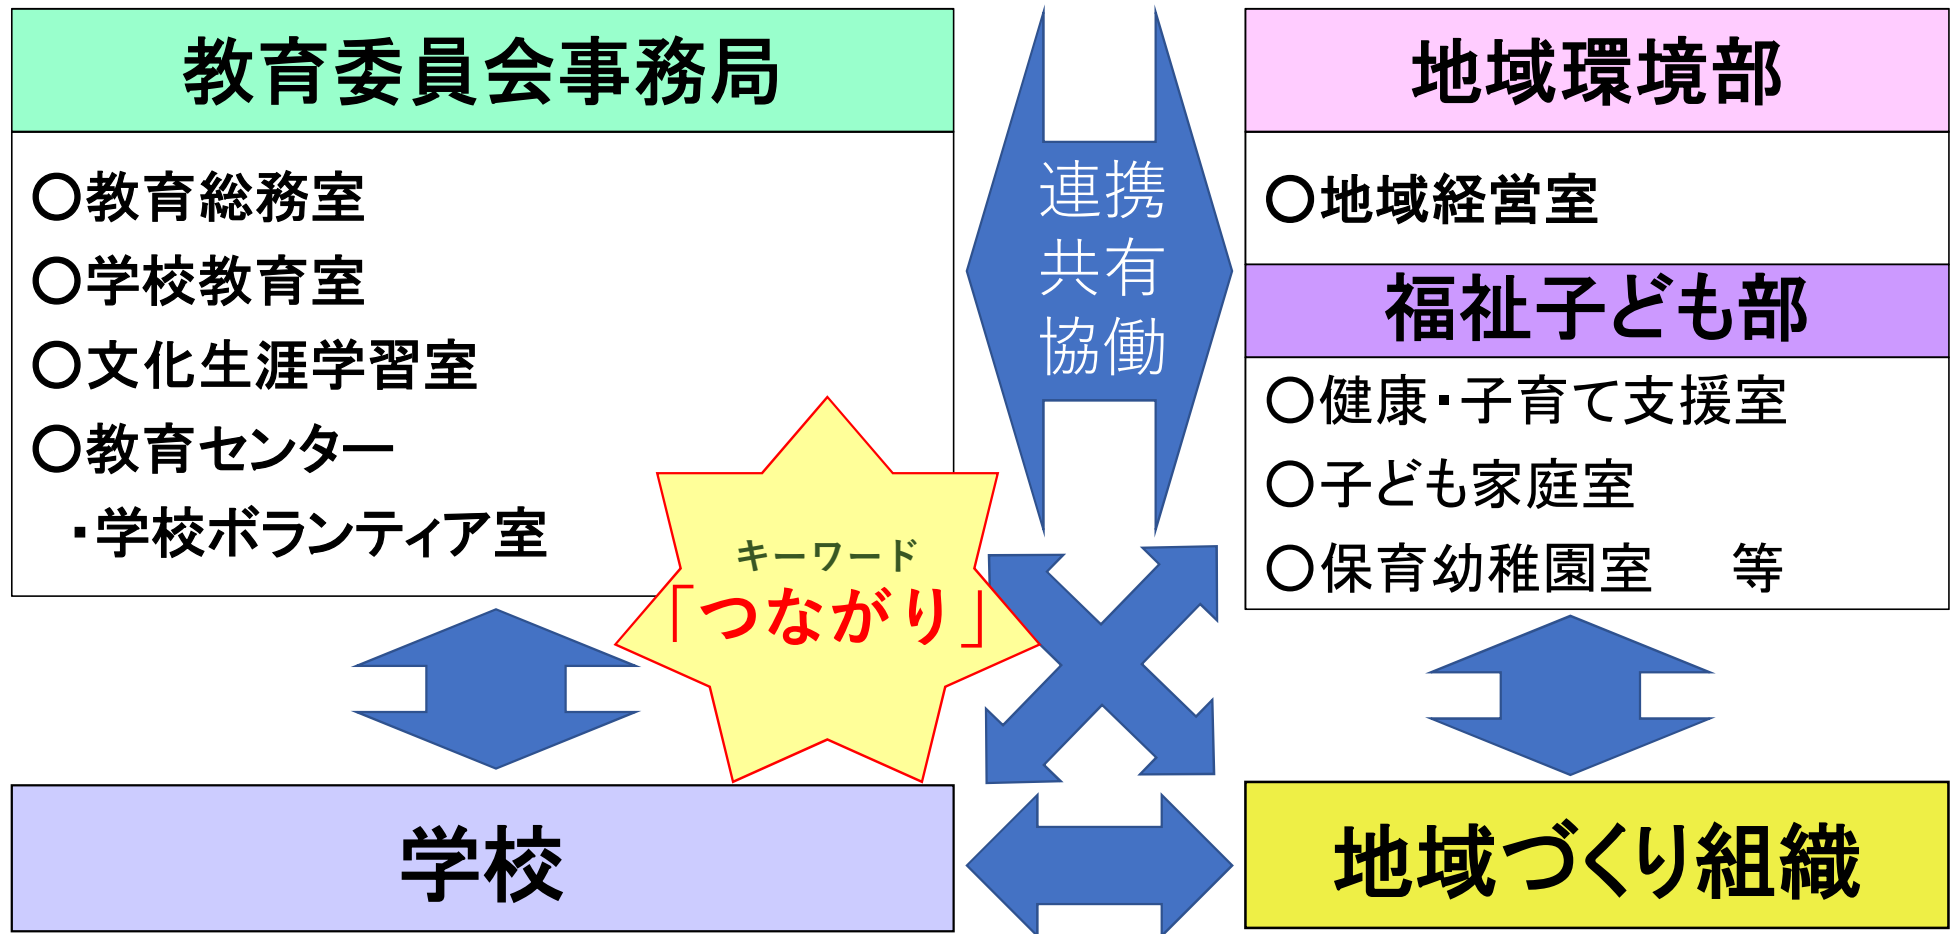 教育委員会事務局
○教育総務室
○学校教育室
○文化生涯学習室
○教育センター
・学校ボランティア室
連携
共有
協働
地域環境部
○地域経営室
福祉子ども部
○健康・子育て支援室
○子ども家庭室
○保育幼稚園室　等
キーワード
「つながり」
学校
地域づくり組織